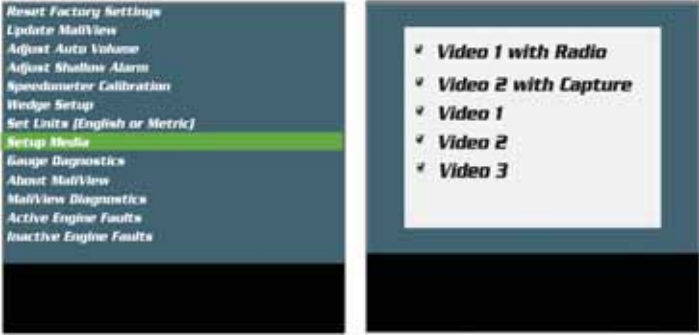 Reset Factory Settings
Update MaliView
Adjust Auto Volume
Adjust Shallow Alarm
Speedometer Calibration
Wedge Setup
Set Units [English or Metric]
Setup Media
Gauge Dagnostics
About MaliView
MaliView Diagnostics
Active Engine Faults
Inactive Engine Faults
Video 1 with Radio
Video 2 with Capture
Video 1
Video 2
Video 3